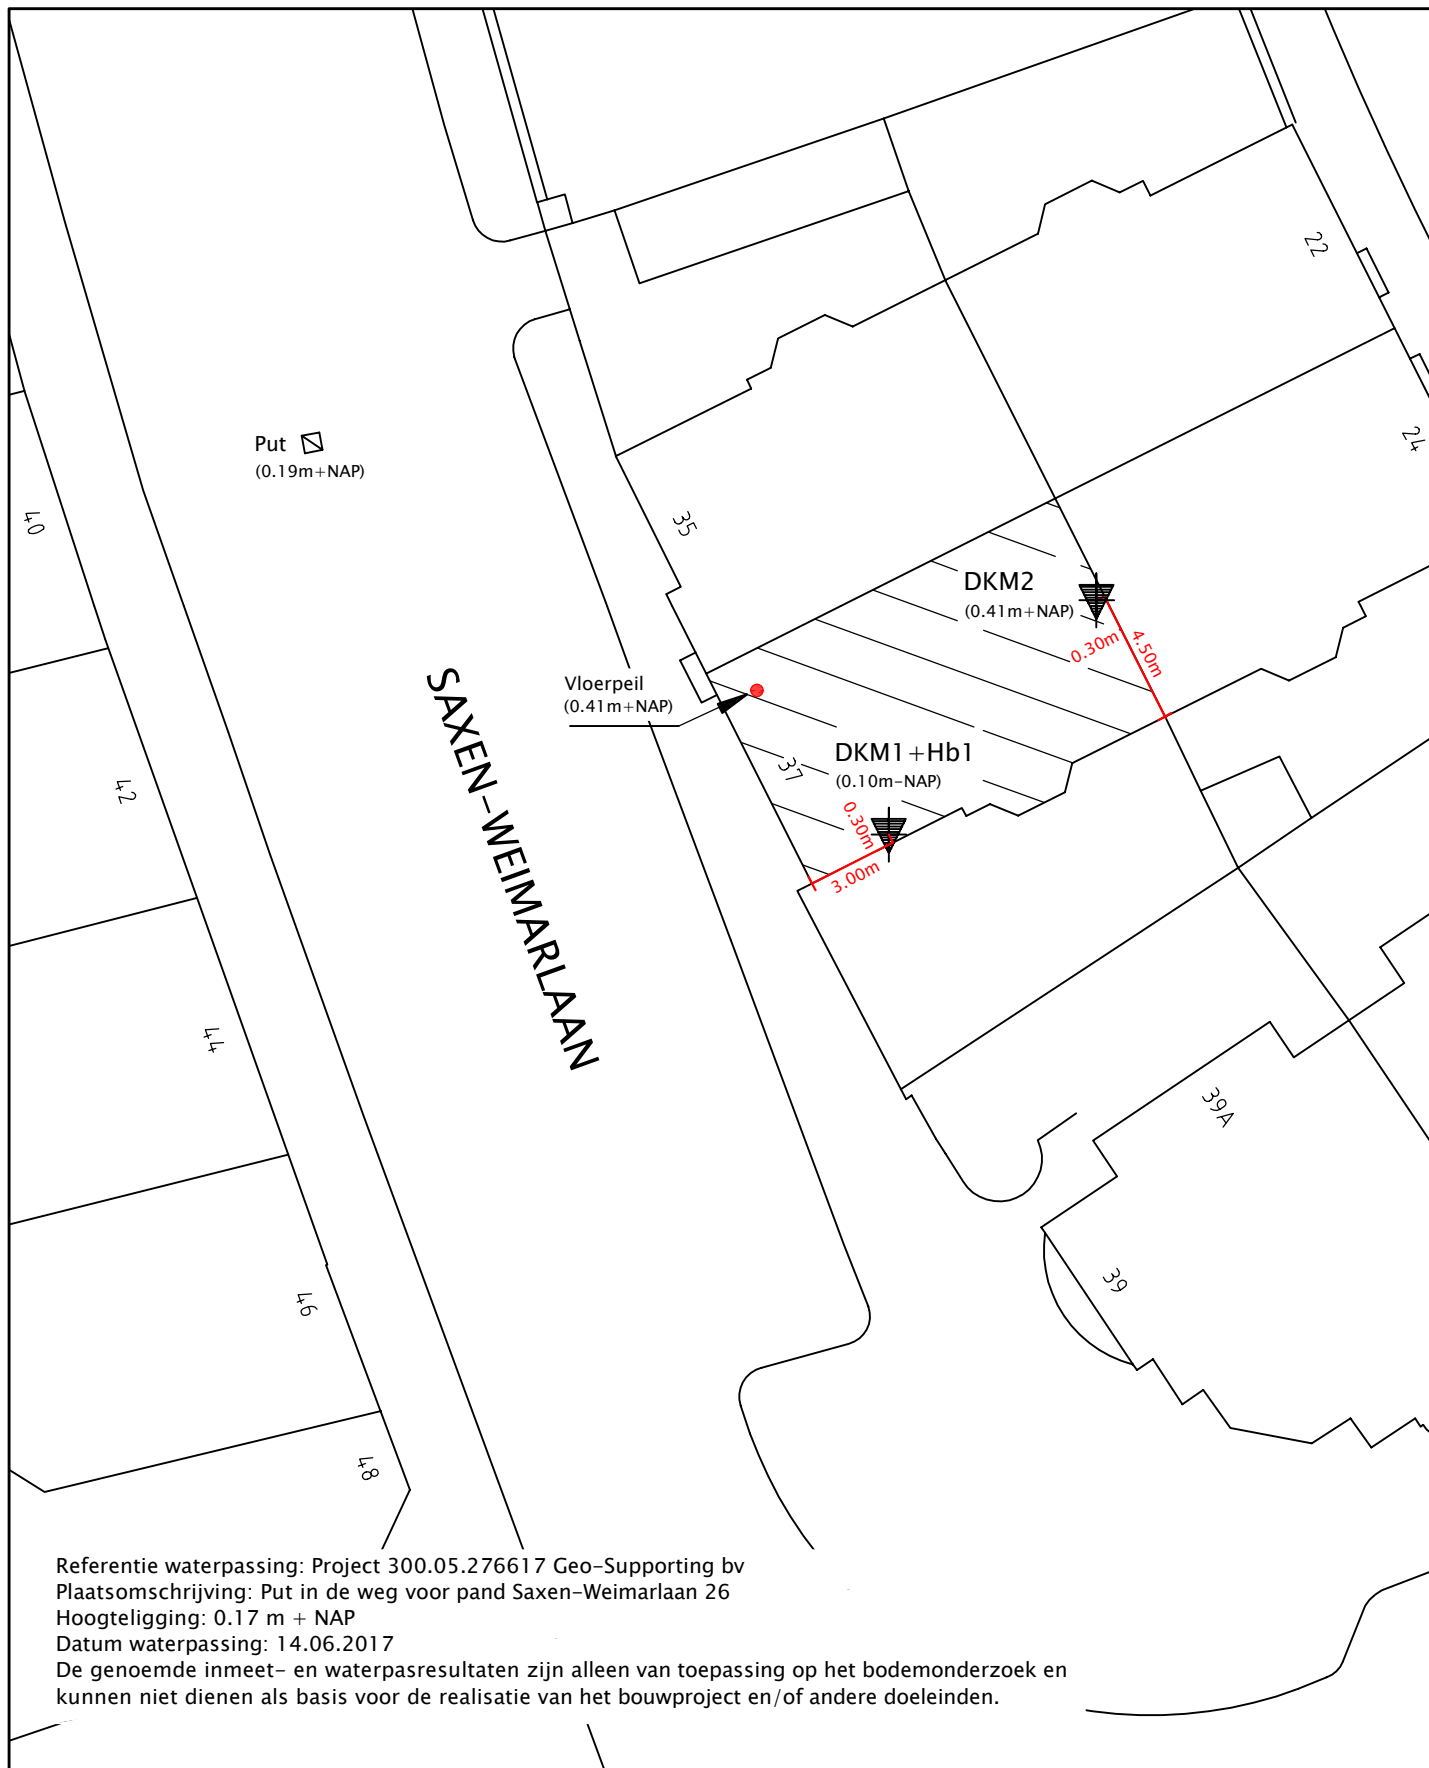 22
24
Put
(0.19m+NAP)
40
35
DKM2
(0.41m+NAP)
0.30m
4.50m
Vloerpeil
(0.41m+NAP)
SAXEN-WEIMARLAAN
37
DKM1+Hb1
(0.10m-NAP)
0.30m
3.00m
42
44
39A
39
46
48
Referentie waterpassing: Project 300.05.276617 Geo-Supporting bv
Plaatsomschrijving: Put in de weg voor pand Saxen-Weimarlaan 26
Hoogteligging: 0.17 m + NAP
Datum waterpassing: 14.06.2017
De genoemde inmeet- en waterpasresultaten zijn alleen van toepassing op het bodemonderzoek en
kunnen niet dienen als basis voor de realisatie van het bouwproject en/of andere doeleinden.